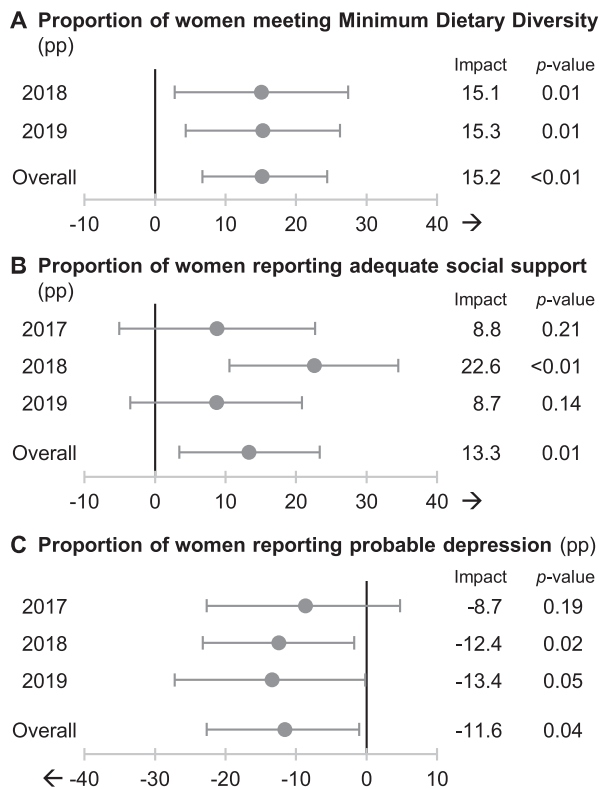 A Proportion of women meeting Minimum Dietary Diversity
(pp)
Impact p-value
2018 15.1 0.01
2019 15.3 0.01
Overall 15.2 <0.01
-10 0 10 20 30 40 →
B Proportion of women reporting adequate social support
(pp)
Impact p-value
2017 8.8 0.21
2018 22.6 <0.01
2019 8.7 0.14
Overall 13.3 0.01
-10 0 10 20 30 40 →
C Proportion of women reporting probable depression (pp)
Impact p-value
2017 -8.7 0.19
2018 -12.4 0.02
2019 -13.4 0.05
Overall -11.6 0.04
← -40 -30 -20 -10 0 10